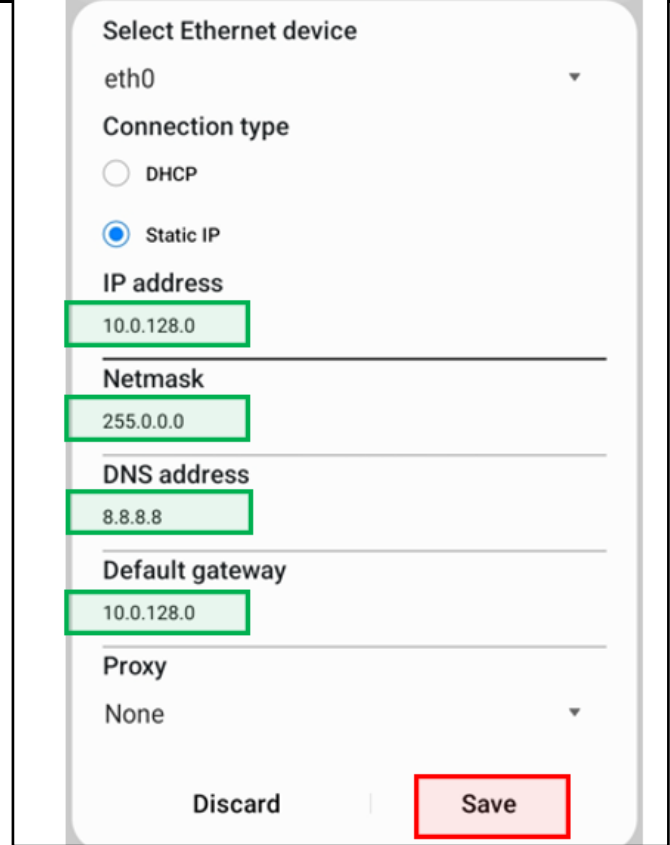 Select Ethernet device
eth0
Connection type
DHCP
Static IP
IP address
10.0.128.0
Netmask
255.0.0.0
DNS address
8.8.8.8
Default gateway
10.0.128.0
Proxy
None
Discard Save